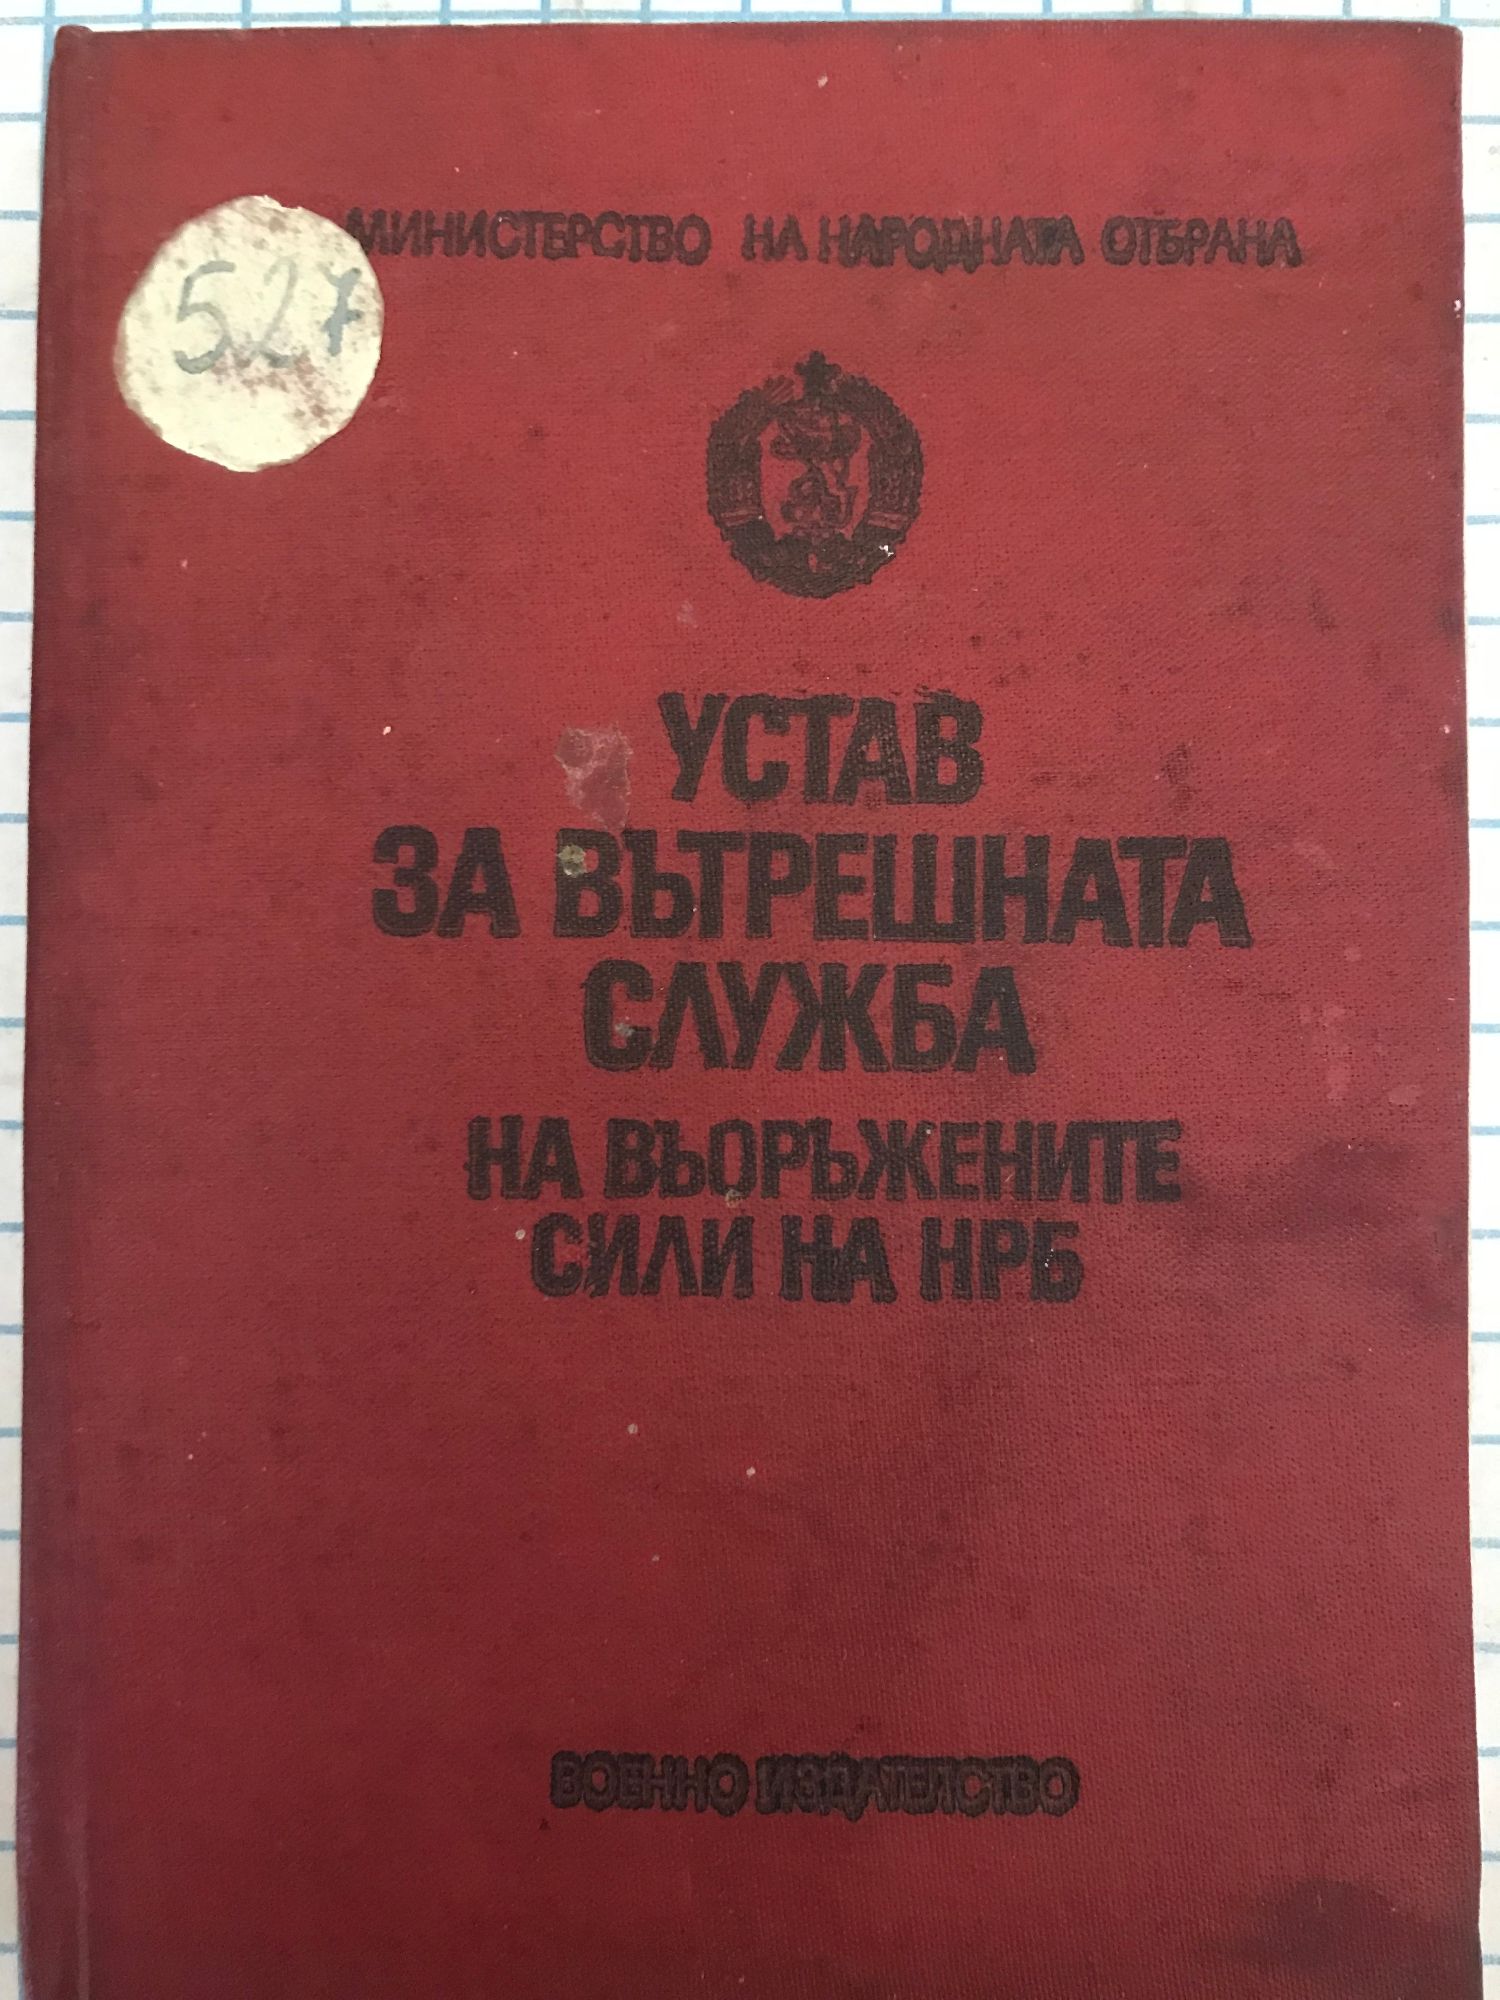 МИНИСТЕРСТВО НА НАРОДНАТА ОТБРАНА
527
УСТАВ
ЗА ВЪТРЕШНАТА
СЛУЖБА
НА ВЪОРЪЖЕНИТЕ
СИЛИ НА НРБ
ВОЕННО ИЗДАТЕЛСТВО